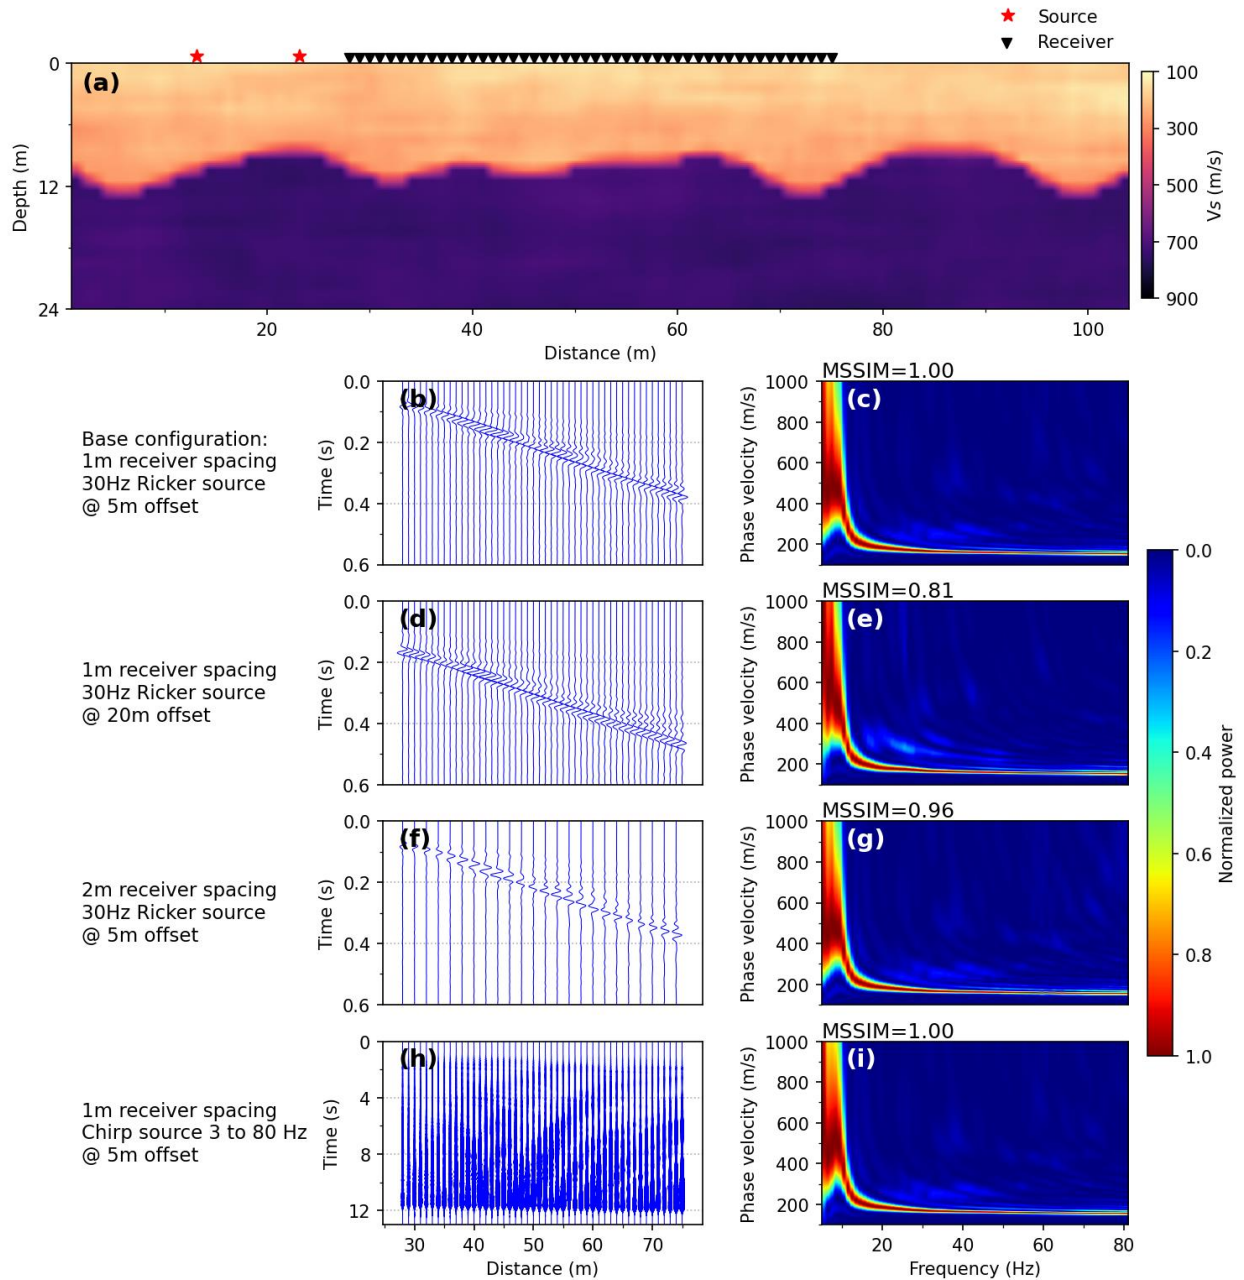 Source
Receiver
(a)
0
12
24
Depth (m)
20
40
60
80
100
Distance (m)
100
300
500
700
900
Vs (m/s)
Base configuration:
1m receiver spacing
30Hz Ricker source
@ 5m offset
(b)
0.0
0.2
0.4
0.6
Time (s)
MSSIM=1.00
(c)
1000
800
600
400
200
Phase velocity (m/s)
1m receiver spacing
30Hz Ricker source
@ 20m offset
(d)
0.0
0.2
0.4
0.6
Time (s)
MSSIM=0.81
(e)
1000
800
600
400
200
Phase velocity (m/s)
2m receiver spacing
30Hz Ricker source
@ 5m offset
(f)
0.0
0.2
0.4
0.6
Time (s)
MSSIM=0.96
(g)
1000
800
600
400
200
Phase velocity (m/s)
1m receiver spacing
Chirp source 3 to 80 Hz
@ 5m offset
(h)
0
4
8
12
Time (s)
30
40
50
60
70
Distance (m)
MSSIM=1.00
(i)
1000
800
600
400
200
Phase velocity (m/s)
20
40
60
80
Frequency (Hz)
0.0
0.2
0.4
0.6
0.8
1.0
Normalized power